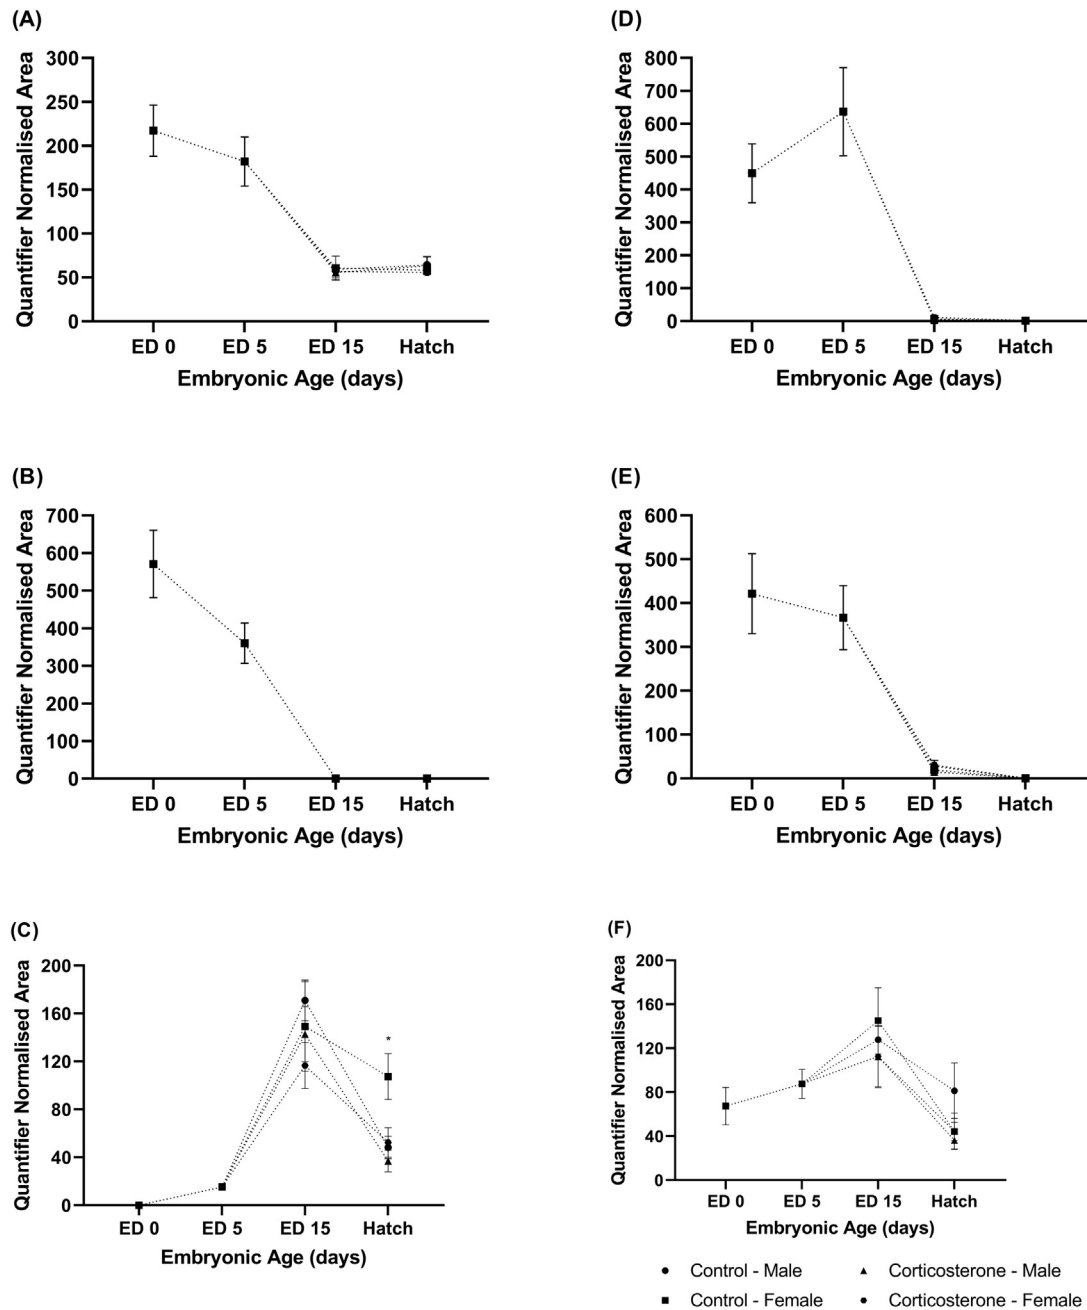 (A)
Quantifier Normalised Area
300
250
200
150
100
50
0
ED 0 ED 5 ED 15 Hatch
Embryonic Age (days)
(D)
Quantifier Normalised Area
800
700
600
500
400
300
200
100
0
ED 0 ED 5 ED 15 Hatch
Embryonic Age (days)
(B)
Quantifier Normalised Area
700
600
500
400
300
200
100
0
ED 0 ED 5 ED 15 Hatch
Embryonic Age (days)
(E)
Quantifier Normalised Area
600
500
400
300
200
100
0
ED 0 ED 5 ED 15 Hatch
Embryonic Age (days)
(C)
Quantifier Normalised Area
200
160
120
80
40
0
*
ED 0 ED 5 ED 15 Hatch
Embryonic Age (days)
(F)
Quantifier Normalised Area
200
160
120
80
40
0
ED 0 ED 5 ED 15 Hatch
Embryonic Age (days)
Control - Male
Control - Female
Corticosterone - Male
Corticosterone - Female